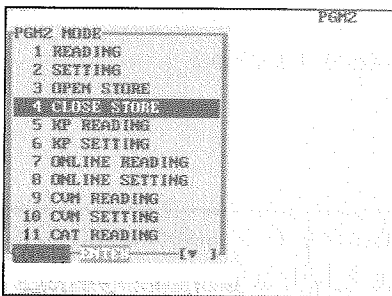 PGM2
PGM2 MODE
1 READING
2 SETTING
3 OPEN STORE
4 CLOSE STORE
5 KP READING
6 KP SETTING
7 ONLINE READING
8 ONLINE SETTING
9 CVM READING
10 CVM SETTING
11 CAT READING
ENTER [▼ ]